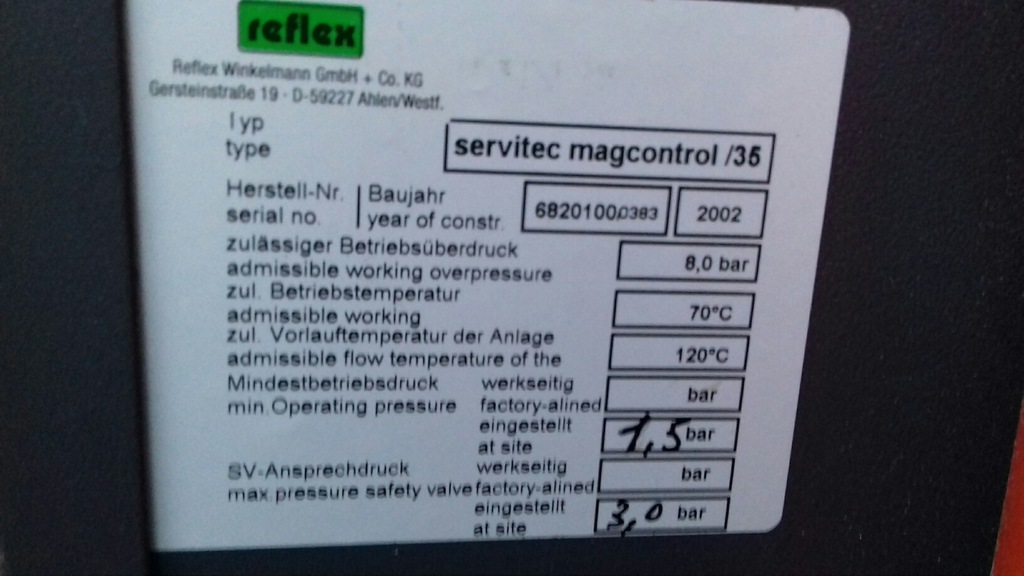 reflex
Reflex Winkelmann GmbH + Co. KG
Gersteinstraße 19 · D-59227 Ahlen/Westf.
Typ
type
servitec magcontrol /35
Herstell-Nr. | Baujahr
serial no. | year of constr.
68201000383
2002
zulässiger Betriebsüberdruck
admissible working overpressure
8,0 bar
zul. Betriebstemperatur
admissible working
70°C
zul. Vorlauftemperatur der Anlage
admissible flow temperature of the
120°C
Mindestbetriebsdruck werkseitig
min.Operating pressure factory-alined
bar
eingestellt
at site
1,5 bar
SV-Ansprechdruck werkseitig
max.pressure safety valve factory-alined
bar
eingestellt
at site
3,0 bar